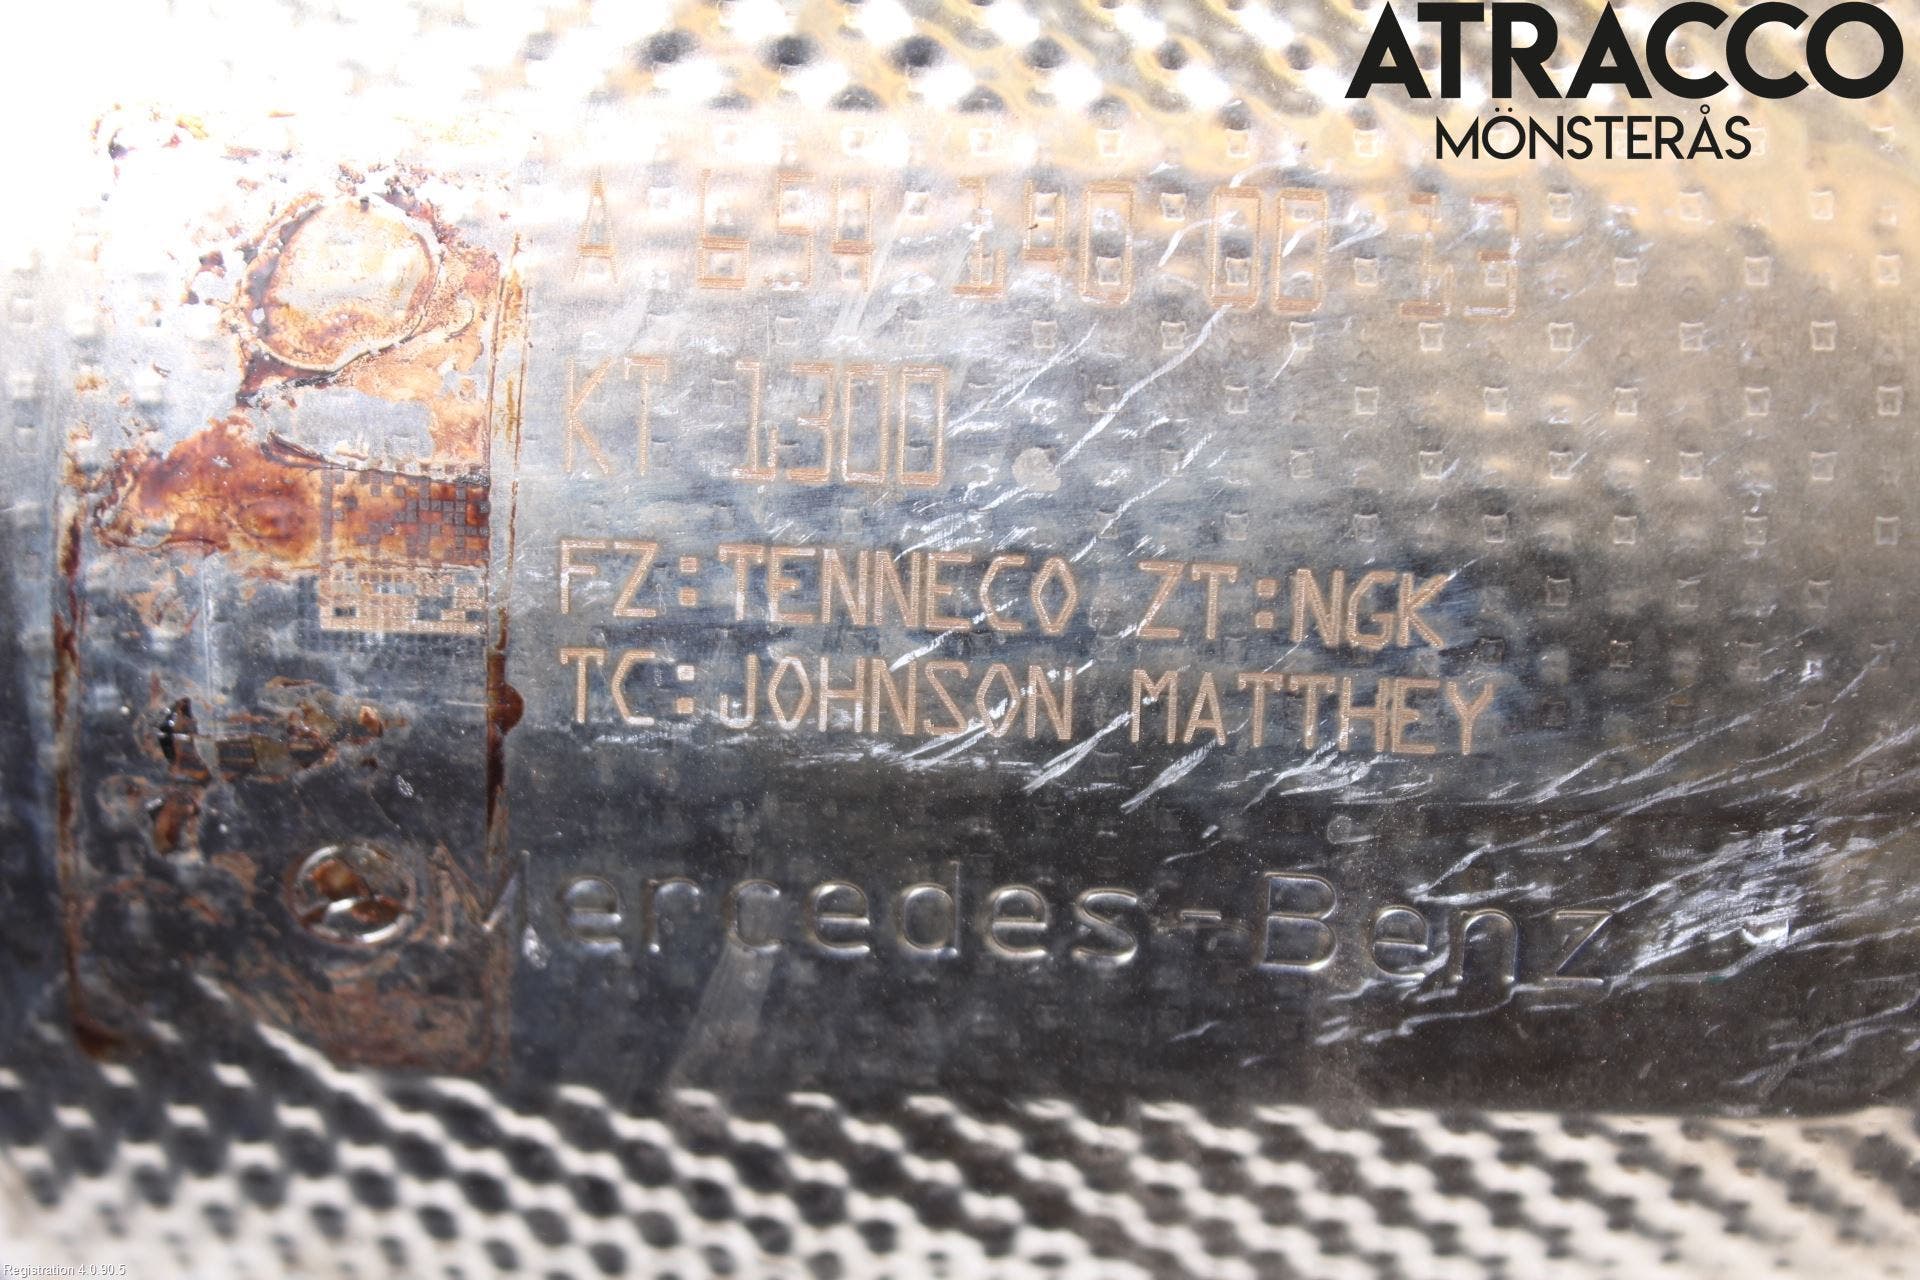 ATRACCO
MÖNSTERÅS
A 654 140 00 13
KT 1300
FZ:TENNECO ZT:NGK
TC:JOHNSON MATTHEY
Mercedes-Benz
Registration 4.0.90.5